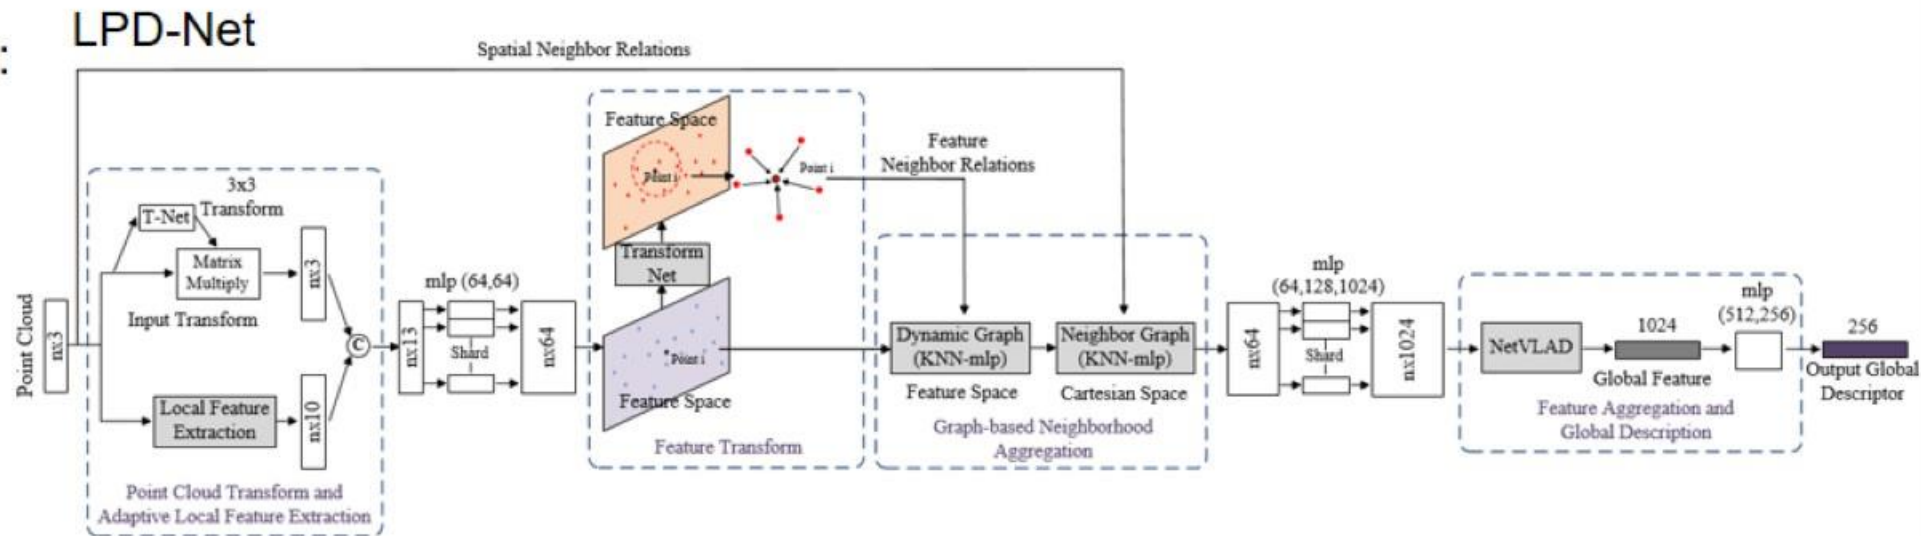 LPD-Net
:
Spatial Neighbor Relations
Point Cloud
nx3
3x3
Transform
T-Net
Matrix
Multiply
nx3
Input Transform
Local Feature
Extraction
nx10
©
Point Cloud Transform and
Adaptive Local Feature Extraction
nx13
mlp (64,64)
Shard
nx64
Feature Space
Point i
Point i
Transform
Net
Point i
Feature Space
Feature Transform
Feature
Neighbor Relations
Dynamic Graph
(KNN-mlp)
Feature Space
Neighbor Graph
(KNN-mlp)
Cartesian Space
Graph-based Neighborhood
Aggregation
nx64
mlp
(64,128,1024)
Shard
nx1024
NetVLAD
1024
Global Feature
mlp
(512,256)
256
Output Global
Descriptor
Feature Aggregation and
Global Description